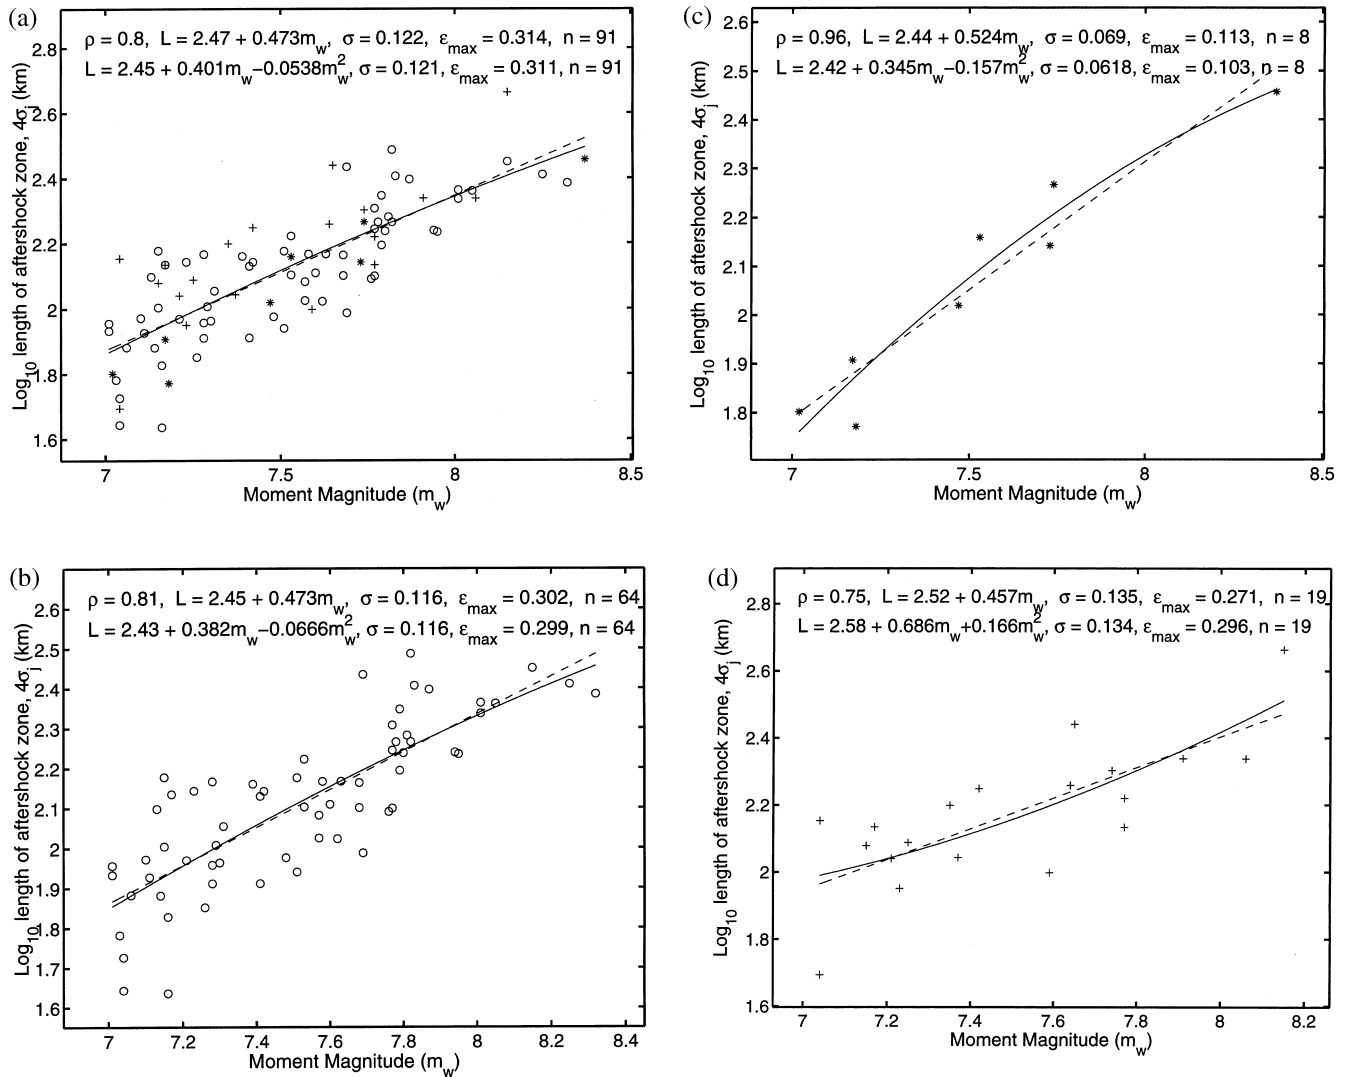 (a)
ρ = 0.8, L = 2.47 + 0.473m_w, σ = 0.122, ε_max = 0.314, n = 91
L = 2.45 + 0.401m_w−0.0538m_w^2, σ = 0.121, ε_max = 0.311, n = 91
Log_10 length of aftershock zone, 4σ_j (km)
2.8
2.6
2.4
2.2
2
1.8
1.6
7 7.5 8 8.5
Moment Magnitude (m_w)
(c)
ρ = 0.96, L = 2.44 + 0.524m_w, σ = 0.069, ε_max = 0.113, n = 8
L = 2.42 + 0.345m_w−0.157m_w^2, σ = 0.0618, ε_max = 0.103, n = 8
Log_10 length of aftershock zone, 4σ_j (km)
2.6
2.5
2.4
2.3
2.2
2.1
2
1.9
1.8
7 7.5 8 8.5
Moment Magnitude (m_w)
(b)
ρ = 0.81, L = 2.45 + 0.473m_w, σ = 0.116, ε_max = 0.302, n = 64
L = 2.43 + 0.382m_w−0.0666m_w^2, σ = 0.116, ε_max = 0.299, n = 64
Log_10 length of aftershock zone, 4σ_j (km)
2.6
2.5
2.4
2.3
2.2
2.1
2
1.9
1.8
1.7
1.6
7 7.2 7.4 7.6 7.8 8 8.2 8.4
Moment Magnitude (m_w)
(d)
ρ = 0.75, L = 2.52 + 0.457m_w, σ = 0.135, ε_max = 0.271, n = 19
L = 2.58 + 0.686m_w+0.166m_w^2, σ = 0.134, ε_max = 0.296, n = 19
Log_10 length of aftershock zone, 4σ_j (km)
2.8
2.6
2.4
2.2
2
1.8
1.6
7 7.2 7.4 7.6 7.8 8 8.2
Moment Magnitude (m_w)